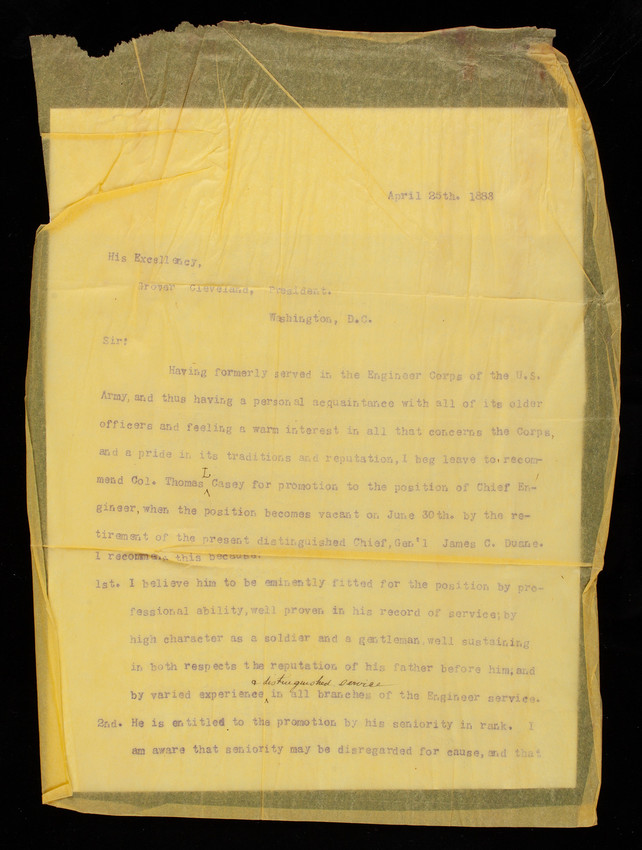 April 25th. 1888
His Excellency,
Grover Cleveland, President.
Washington, D.C.
Sir:
Having formerly served in the Engineer Corps of the U.S.
Army, and thus having a personal acquaintance with all of its older
officers and feeling a warm interest in all that concerns the Corps,
and a pride in its traditions and reputation, I beg leave to recom-
L
mend Col. Thomas Casey for promotion to the position of Chief En-
gineer, when the position becomes vacant on June 30th. by the re-
tirement of the present distinguished Chief, Gen'l James C. Duane.
I recommend this because:
1st. I believe him to be eminently fitted for the position by pro-
fessional ability, well proven in his record of service; by
high character as a soldier and a gentleman, well sustaining
in both respects the reputation of his father before him, and
& distinguished service
by varied experience in all branches of the Engineer service.
2nd. He is entitled to the promotion by his seniority in rank. I
am aware that seniority may be disregarded for cause, and that